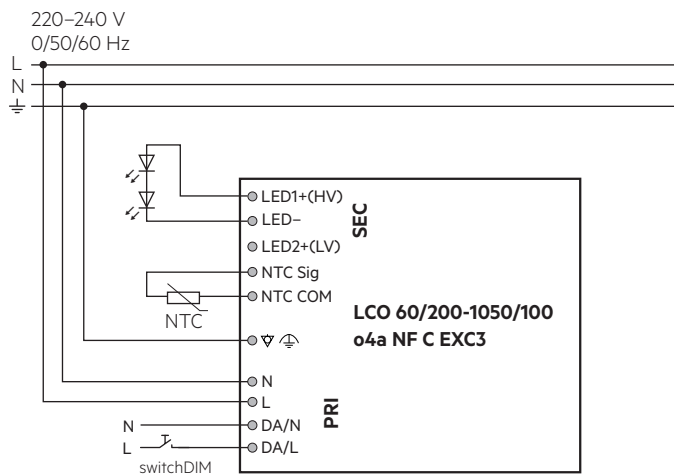 220–240 V
0/50/60 Hz
L
N
LED1+(HV)
LED–
LED2+(LV)
SEC
NTC Sig
NTC COM
NTC
LCO 60/200-1050/100
o4a NF C EXC3
N
L
PRI
N DA/N
L DA/L
switchDIM